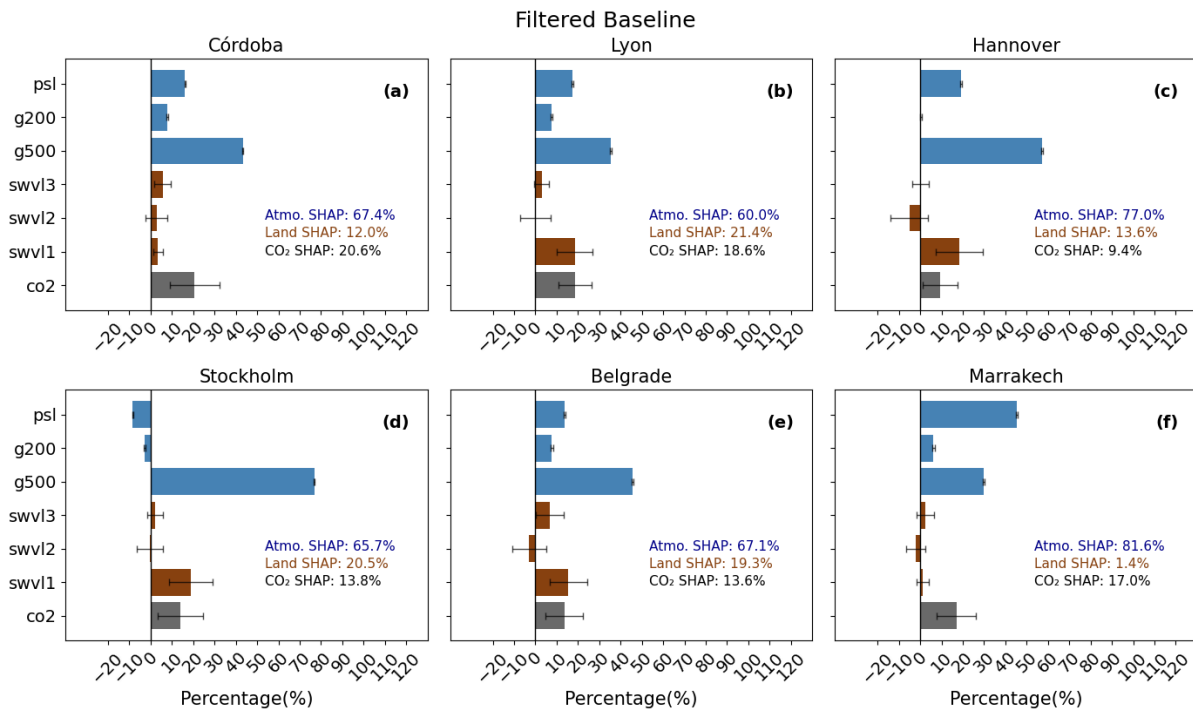 Filtered Baseline
Córdoba
Lyon
Hannover
psl
g200
g500
swvl3
swvl2
swvl1
co2
(a)
Atmo. SHAP: 67.4%
Land SHAP: 12.0%
CO₂ SHAP: 20.6%
−20 −10 0 10 20 30 40 50 60 70 80 90 100 110 120
(b)
Atmo. SHAP: 60.0%
Land SHAP: 21.4%
CO₂ SHAP: 18.6%
−20 −10 0 10 20 30 40 50 60 70 80 90 100 110 120
(c)
Atmo. SHAP: 77.0%
Land SHAP: 13.6%
CO₂ SHAP: 9.4%
−20 −10 0 10 20 30 40 50 60 70 80 90 100 110 120
Stockholm
Belgrade
Marrakech
psl
g200
g500
swvl3
swvl2
swvl1
co2
(d)
Atmo. SHAP: 65.7%
Land SHAP: 20.5%
CO₂ SHAP: 13.8%
−20 −10 0 10 20 30 40 50 60 70 80 90 100 110 120
Percentage(%)
(e)
Atmo. SHAP: 67.1%
Land SHAP: 19.3%
CO₂ SHAP: 13.6%
−20 −10 0 10 20 30 40 50 60 70 80 90 100 110 120
Percentage(%)
(f)
Atmo. SHAP: 81.6%
Land SHAP: 1.4%
CO₂ SHAP: 17.0%
−20 −10 0 10 20 30 40 50 60 70 80 90 100 110 120
Percentage(%)